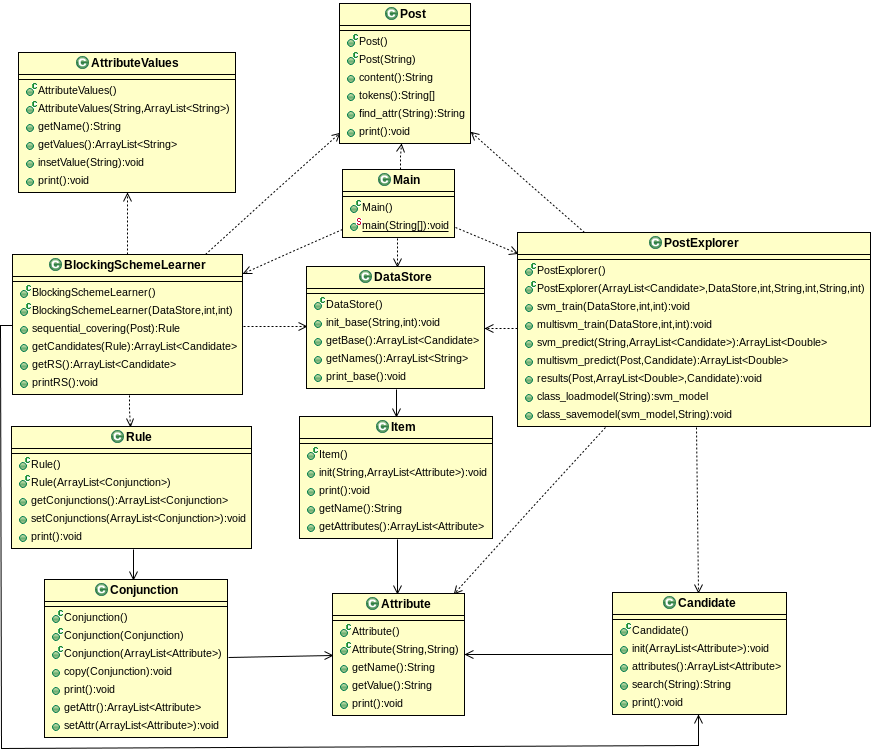 Post
Post()
Post(String)
content():String
tokens():String[]
find_attr(String):String
print():void
AttributeValues
AttributeValues()
AttributeValues(String,ArrayList<String>)
getName():String
getValues():ArrayList<String>
insetValue(String):void
print():void
Main
Main()
main(String[]):void
PostExplorer
PostExplorer()
PostExplorer(ArrayList<Candidate>,DataStore,int,String,int,String,int)
svm_train(DataStore,int,int):void
multisvm_train(DataStore,int,int):void
svm_predict(String,ArrayList<Candidate>):ArrayList<Double>
multisvm_predict(Post,Candidate):ArrayList<Double>
results(Post,ArrayList<Double>,Candidate):void
class_loadmodel(String):svm_model
class_savemodel(svm_model,String):void
BlockingSchemeLearner
BlockingSchemeLearner()
BlockingSchemeLearner(DataStore,int,int)
sequential_covering(Post):Rule
getCandidates(Rule):ArrayList<Candidate>
getRS():ArrayList<Candidate>
printRS():void
DataStore
DataStore()
init_base(String,int):void
getBase():ArrayList<Candidate>
getNames():ArrayList<String>
print_base():void
Rule
Rule()
Rule(ArrayList<Conjunction>)
getConjunctions():ArrayList<Conjunction>
setConjunctions(ArrayList<Conjunction>):void
print():void
Item
Item()
init(String,ArrayList<Attribute>):void
print():void
getName():String
getAttributes():ArrayList<Attribute>
Conjunction
Conjunction()
Conjunction(Conjunction)
Conjunction(ArrayList<Attribute>)
copy(Conjunction):void
print():void
getAttr():ArrayList<Attribute>
setAttr(ArrayList<Attribute>):void
Attribute
Attribute()
Attribute(String,String)
getName():String
getValue():String
print():void
Candidate
Candidate()
init(ArrayList<Attribute>):void
attributes():ArrayList<Attribute>
search(String):String
print():void